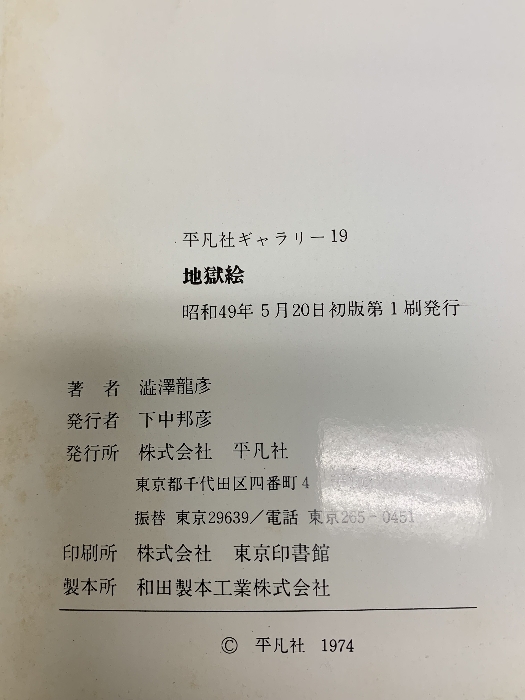 平凡社ギャラリー19
地獄絵
昭和49年5月20日初版第1刷発行
著者 澁澤龍彦
発行者 下中邦彦
発行所 株式会社 平凡社
東京都千代田区四番町4
振替 東京29639/電話 東京265-0451
印刷所 株式会社 東京印書館
製本所 和田製本工業株式会社
© 平凡社 1974